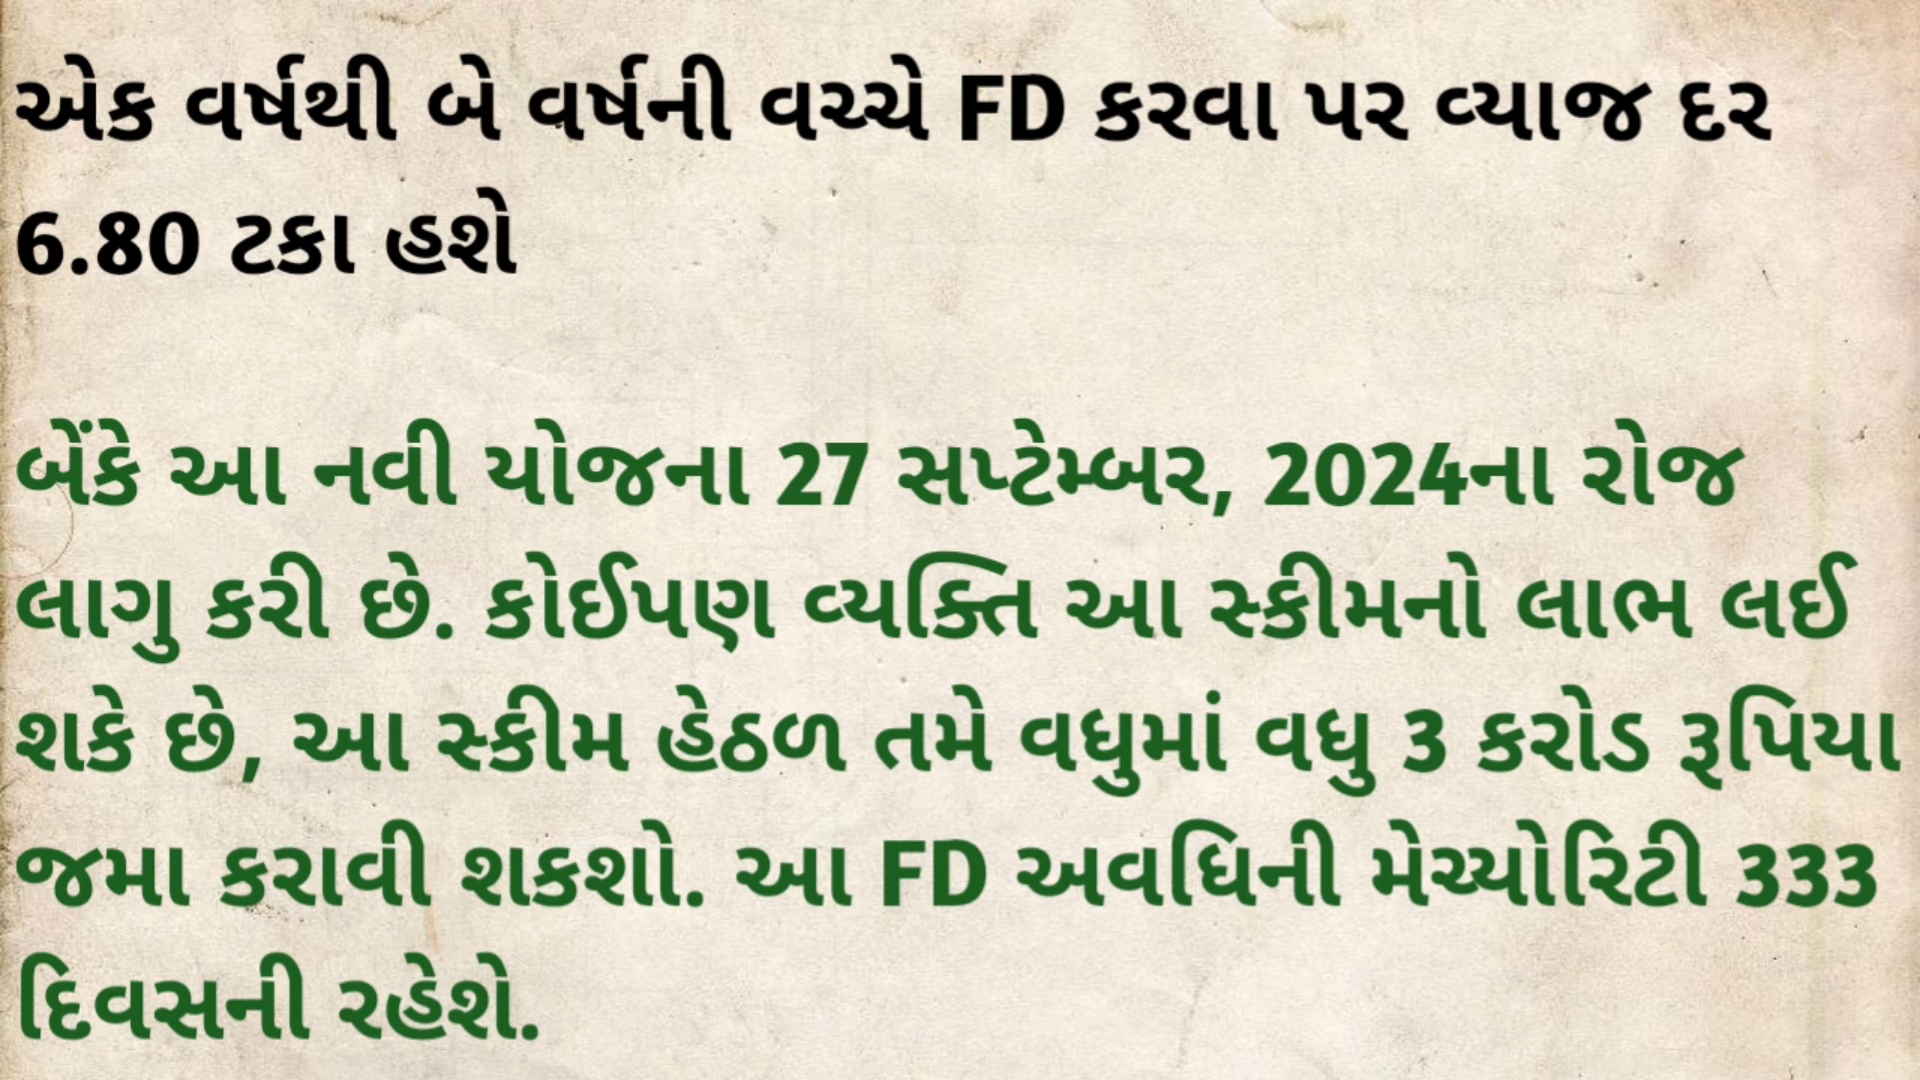 એક વર્ષથી બે વર્ષની વચ્ચે FD કરવા પર વ્યાજ દર
6.80 ટકા હશે
બેંકે આ નવી યોજના 27 સપ્ટેમ્બર, 2024ના રોજ
લાગુ કરી છે. કોઈપણ વ્યક્તિ આ સ્કીમનો લાભ લઈ
શકે છે, આ સ્કીમ હેઠળ તમે વધુમાં વધુ 3 કરોડ રૂપિયા
જમા કરાવી શકશો. આ FD અવધિની મેચ્યોરિટી 333
દિવસની રહેશે.